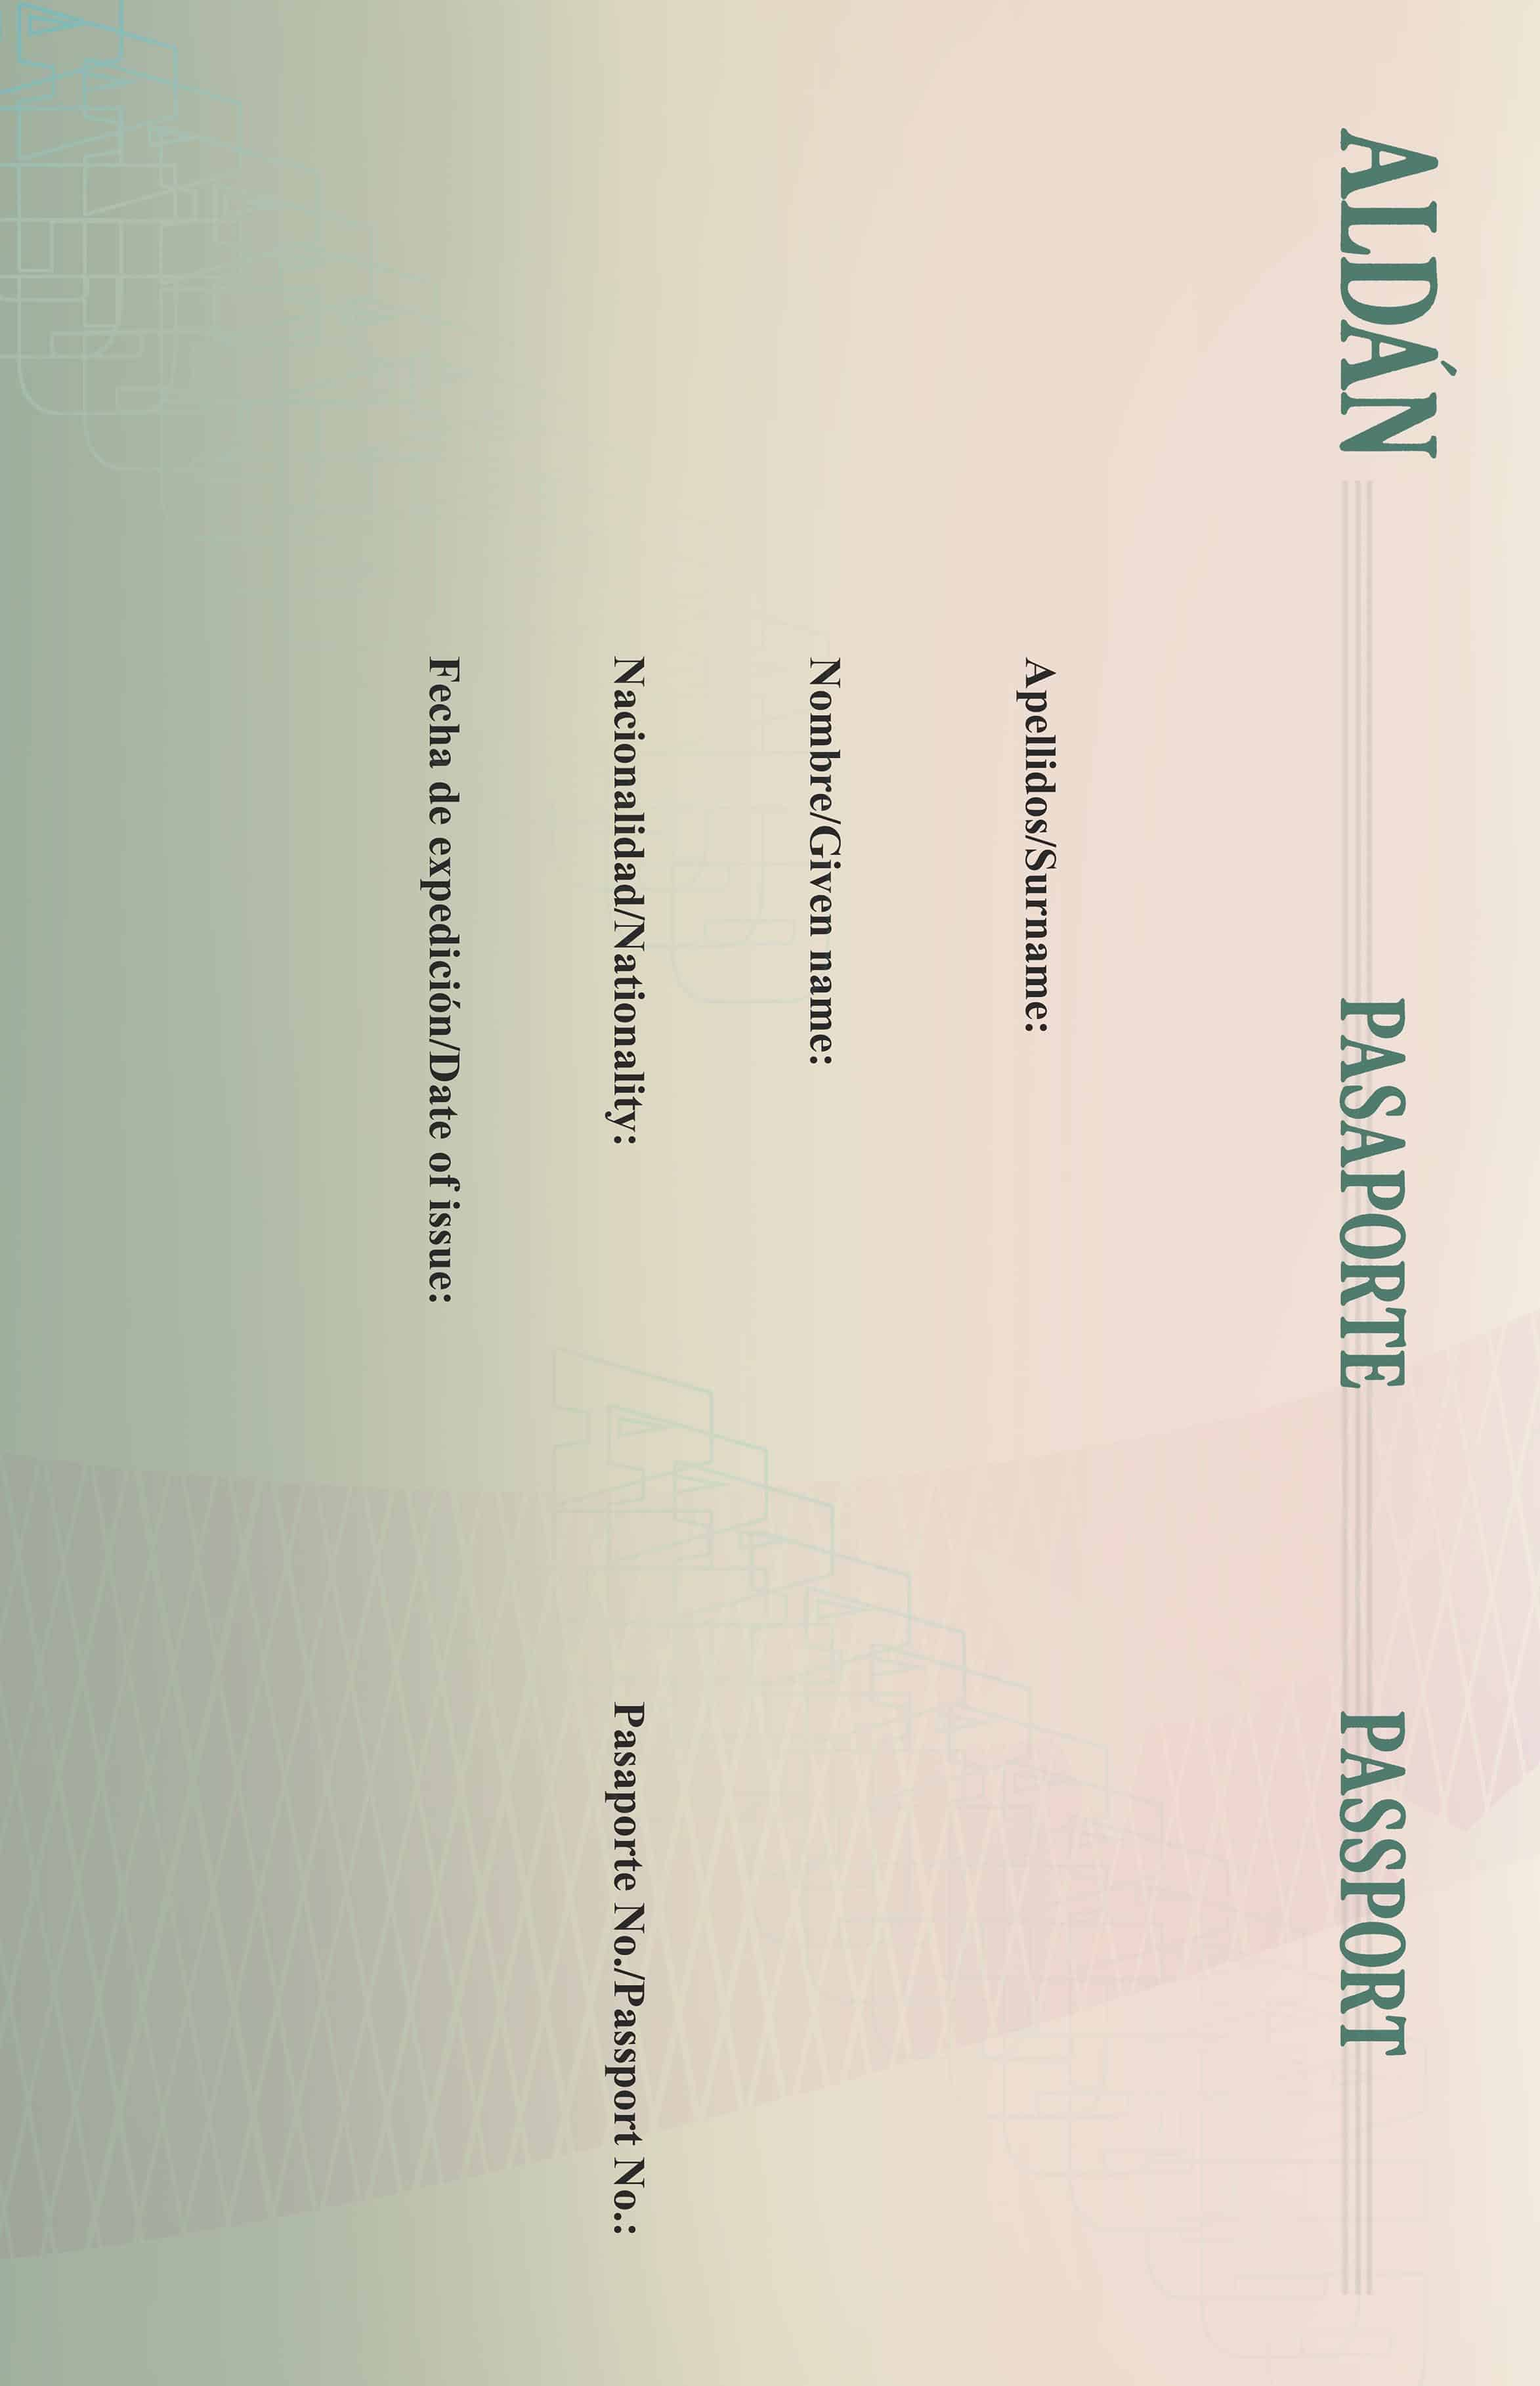 ALDÁN PASAPORTE PASSPORT
Apellidos/Surname:
Nombre/Given name:
Nacionalidad/Nationality: Pasaporte No./Passport No.:
Fecha de expedición/Date of issue: